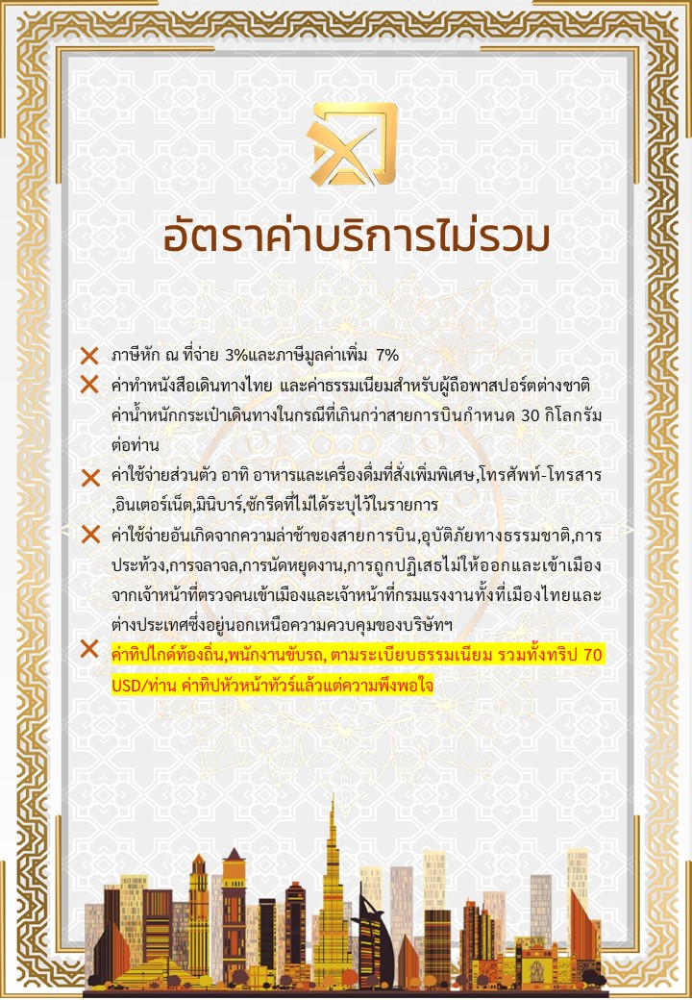 อัตราค่าบริการไม่รวม
ภาษีหัก ณ ที่จ่าย 3%และภาษีมูลค่าเพิ่ม 7%
ค่าทำหนังสือเดินทางไทย และค่าธรรมเนียมสำหรับผู้ถือพาสปอร์ตต่างชาติ
ค่าน้ำหนักกระเป๋าเดินทางในกรณีที่เกินกว่าสายการบินกำหนด 30 กิโลกรัม
ต่อท่าน
ค่าใช้จ่ายส่วนตัว อาทิ อาหารและเครื่องดื่มที่สั่งเพิ่มพิเศษ,โทรศัพท์-โทรสาร
,อินเตอร์เน็ต,มินิบาร์,ซักรีดที่ไม่ได้ระบุไว้ในรายการ
ค่าใช้จ่ายอันเกิดจากความล่าช้าของสายการบิน,อุบัติภัยทางธรรมชาติ,การ
ประท้วง,การจลาจล,การนัดหยุดงาน,การถูกปฏิเสธไม่ให้ออกและเข้าเมือง
จากเจ้าหน้าที่ตรวจคนเข้าเมืองและเจ้าหน้าที่กรมแรงงานทั้งที่เมืองไทยและ
ต่างประเทศซึ่งอยู่นอกเหนือความควบคุมของบริษัทฯ
ค่าทิปไกด์ท้องถิ่น,พนักงานขับรถ, ตามระเบียบธรรมเนียม รวมทั้งทริป 70
USD/ท่าน ค่าทิปหัวหน้าทัวร์แล้วแต่ความพึงพอใจ